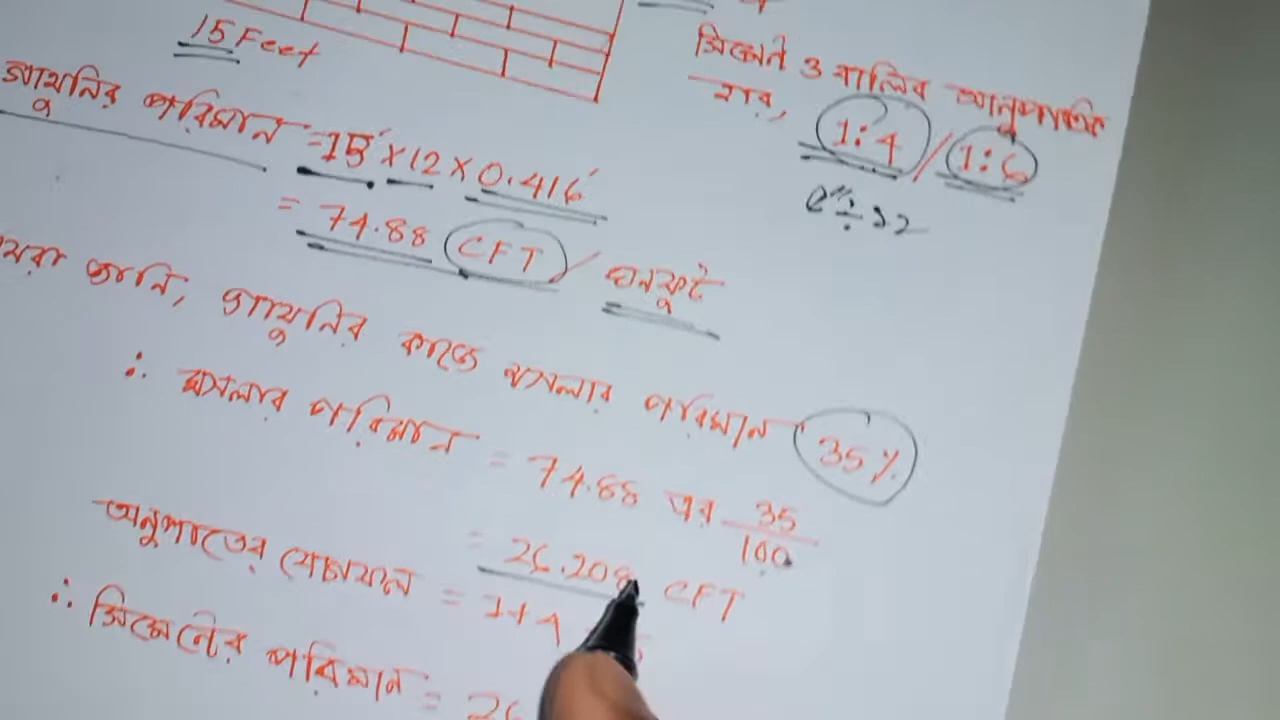 15 Feet
সিমেন্ট ও বালির আনুপাতিক
হার, 1:4 / 1:6
গাথুনির পরিমান = 15' × 12 × 0.416'
= 74.88 CFT / ঘনফুট
জানি, গাথুনির কাজে মসলার পরিমান 35%
∴ মসলার পরিমান = 74.88 এর 35/100
= 26.208 CFT
অনুপাতের যোগফল = 1+4
∴ সিমেন্টের পরিমান = 26